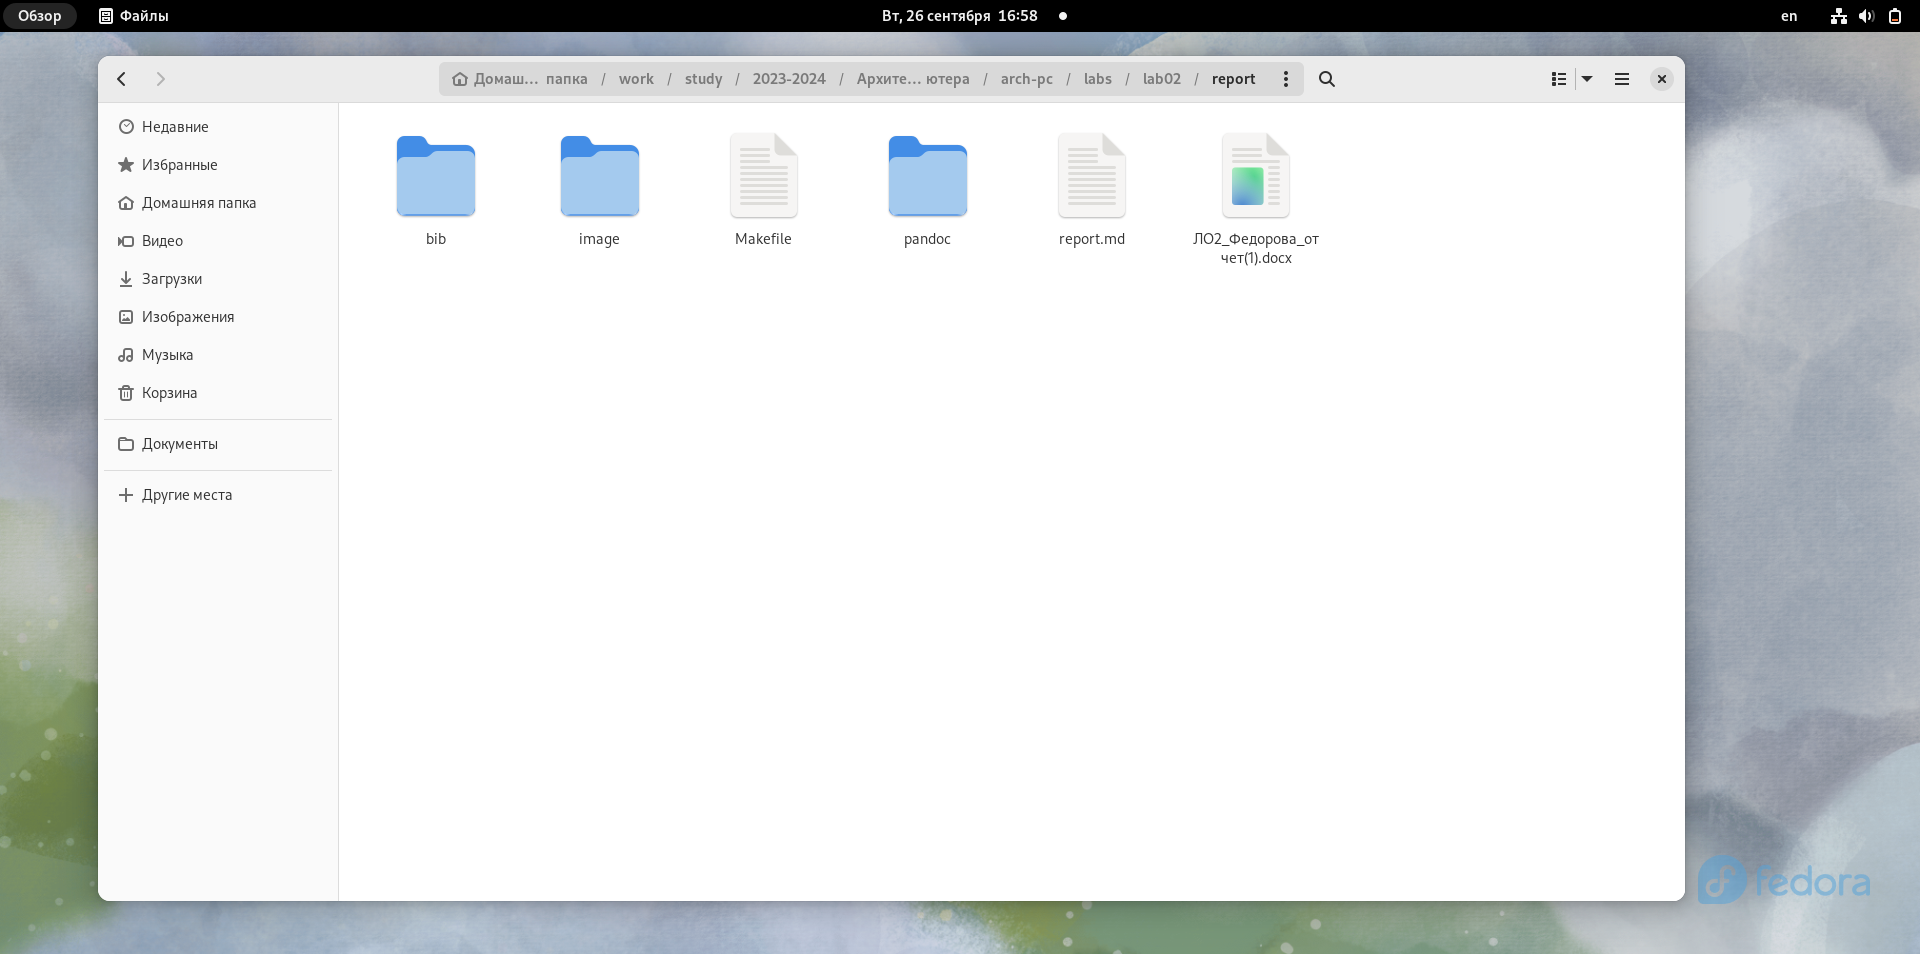 Обзор Файлы Вт, 26 сентября 16:58 en
Домаш… папка / work / study / 2023-2024 / Архите… ютера / arch-pc / labs / lab02 / report
Недавние
Избранные
Домашняя папка
Видео
Загрузки
Изображения
Музыка
Корзина
Документы
Другие места
bib
image
Makefile
pandoc
report.md
ЛО2_Федорова_от
чет(1).docx
fedora